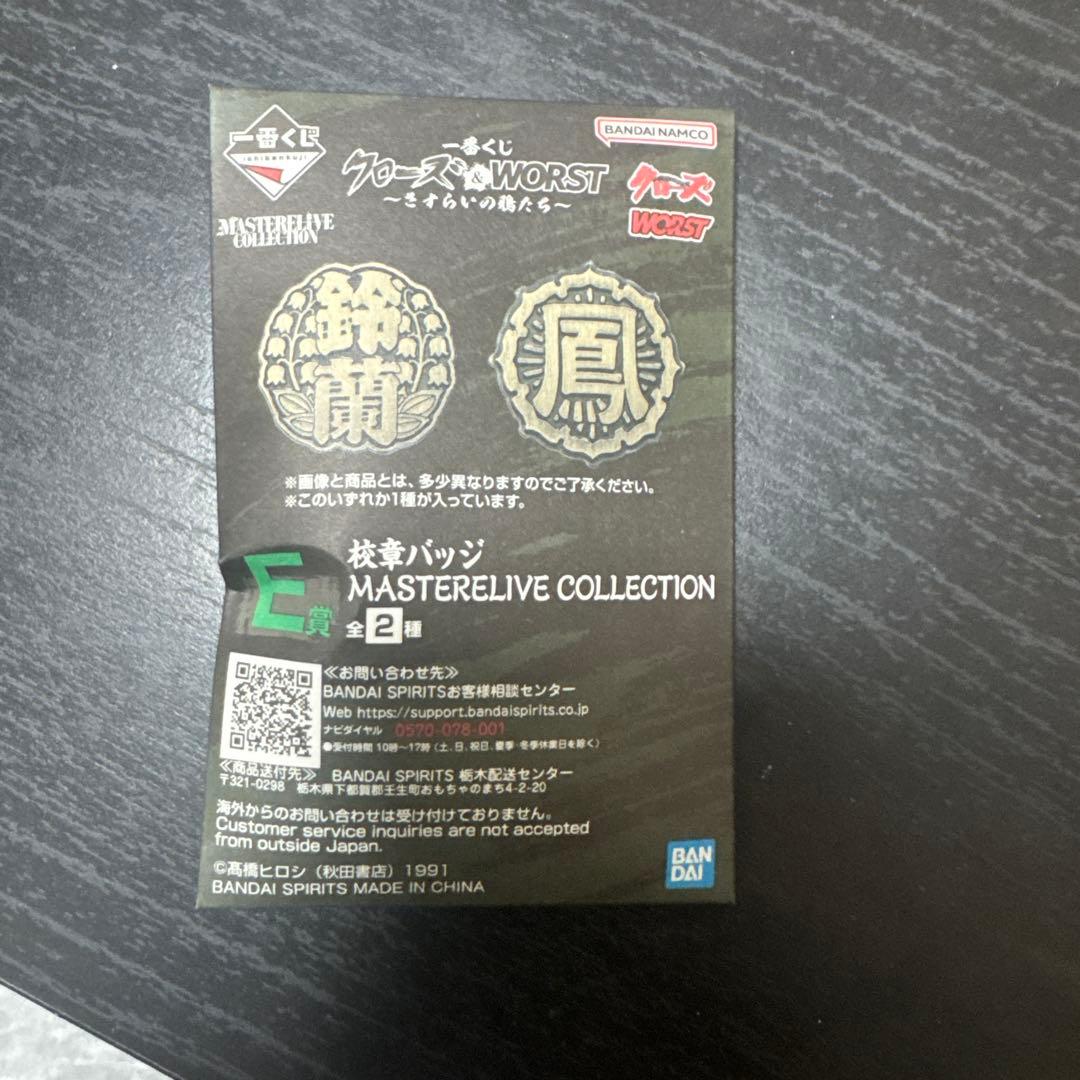 一番くじ
ichibankuji
MASTERELIVE
COLLECTION
一番くじ
クローズ&WORST
～さすらいの鴉たち～
BANDAI NAMCO
クローズ
WORST
鈴蘭
鳳
※画像と商品とは、多少異なりますのでご了承ください。
※このいずれか1種が入っています。
E賞
校章バッジ
MASTERELIVE COLLECTION
全2種
≪お問い合わせ先≫
BANDAI SPIRITSお客様相談センター
Web https://support.bandaispirits.co.jp
ナビダイヤル 0570-078-001
●受付時間 10時～17時（土、日、祝日、夏季・冬季休業日を除く）
≪商品送付先≫ BANDAI SPIRITS 栃木配送センター
〒321-0298 栃木県下都賀郡壬生町おもちゃのまち4-2-20
海外からのお問い合わせは受け付けておりません。
Customer service inquiries are not accepted
from outside Japan.
©髙橋ヒロシ（秋田書店）1991
BANDAI SPIRITS MADE IN CHINA
BAN
DAI